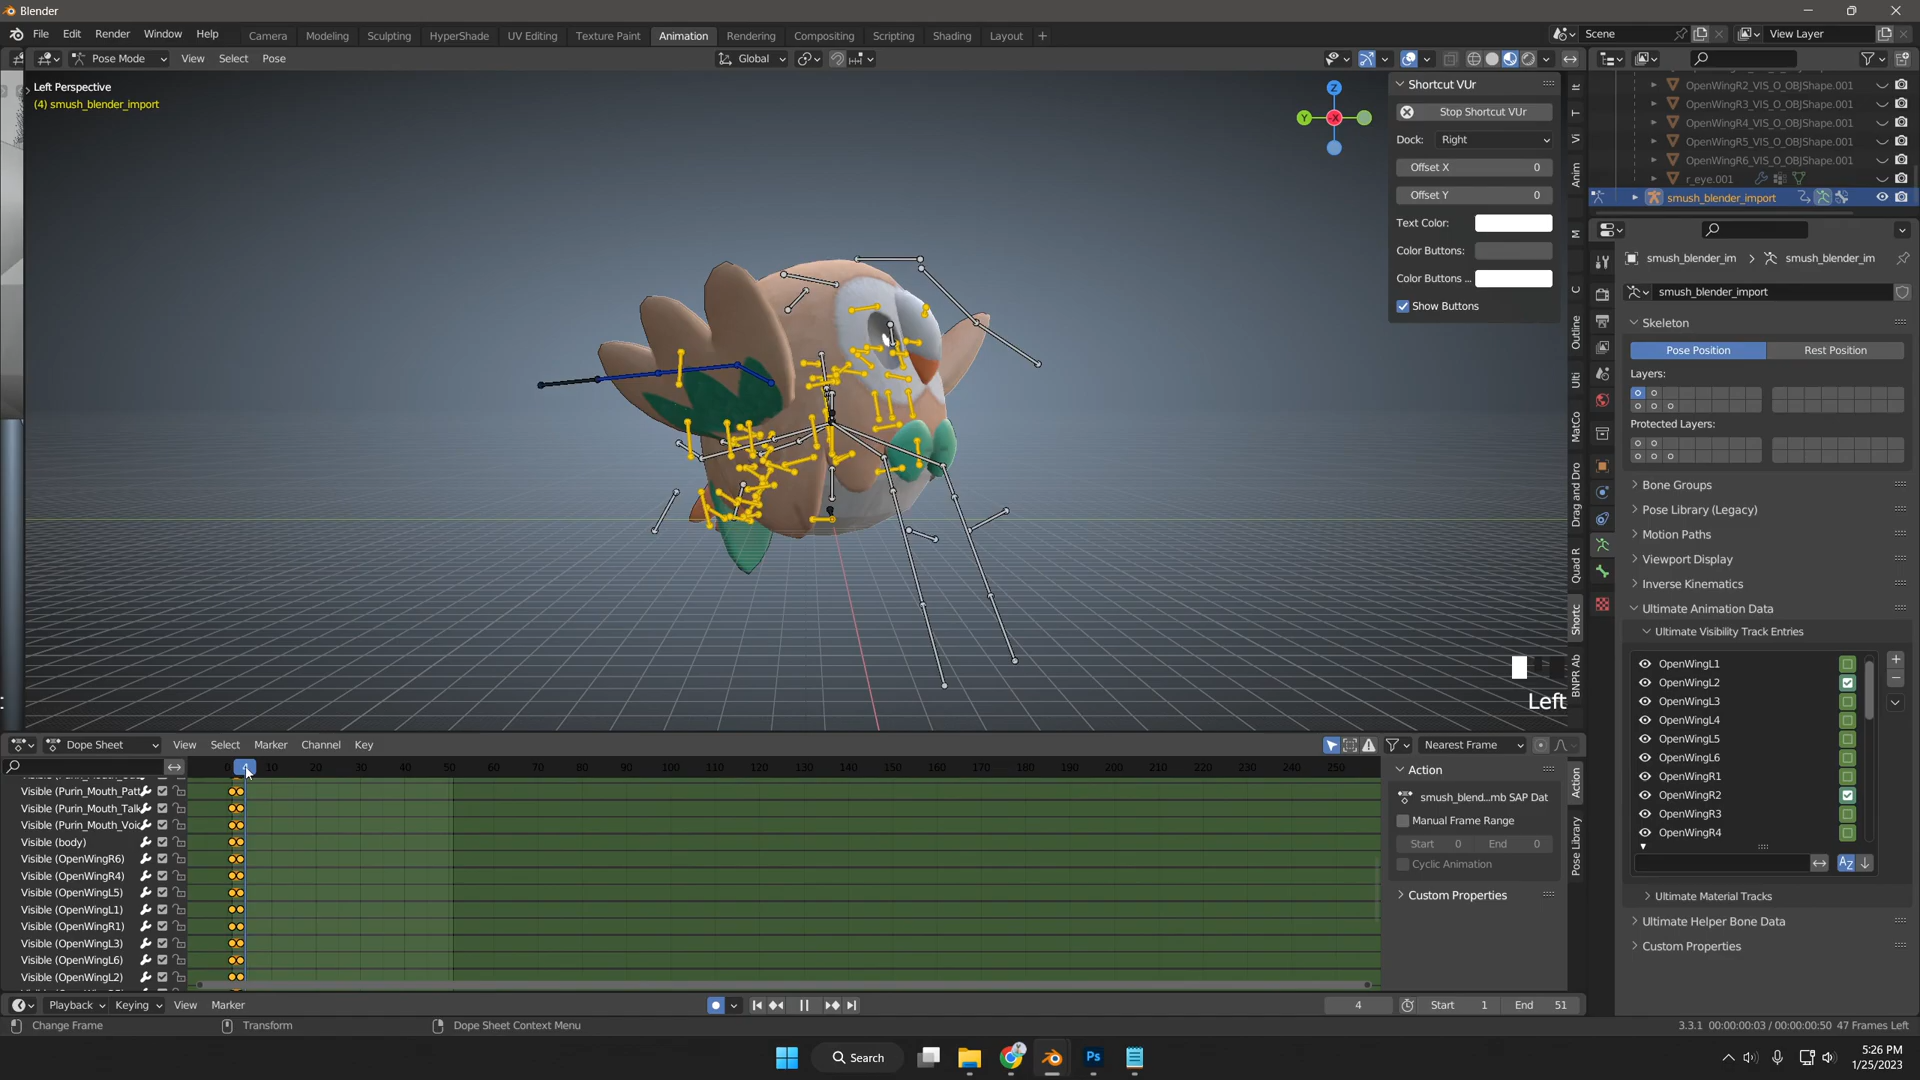 Blender
File Edit Render Window Help Camera Modeling Sculpting HyperShade UV Editing Texture Paint Animation Rendering Compositing Scripting Shading Layout + Scene View Layer
Pose Mode View Select Pose Global
Left Perspective
(4) smush_blender_import
Z
Y
-X
Shortcut VUr
Stop Shortcut VUr
Dock: Right
Offset X 0
Offset Y 0
Text Color:
Color Buttons:
Color Buttons ...
Show Buttons
It
T
Vi
Anim
M
C
Outline
Ulti
MatCo
Drag and Dro
Quad R
Shortc
BNPR Ab
OpenWingR2_VIS_O_OBJShape.001
OpenWingR3_VIS_O_OBJShape.001
OpenWingR4_VIS_O_OBJShape.001
OpenWingR5_VIS_O_OBJShape.001
OpenWingR6_VIS_O_OBJShape.001
r_eye.001
smush_blender_import
smush_blender_im > smush_blender_im
smush_blender_import
Skeleton
Pose Position Rest Position
Layers:
Protected Layers:
Bone Groups
Pose Library (Legacy)
Motion Paths
Viewport Display
Inverse Kinematics
Ultimate Animation Data
Ultimate Visibility Track Entries
OpenWingL1
OpenWingL2
OpenWingL3
OpenWingL4
OpenWingL5
OpenWingL6
OpenWingR1
OpenWingR2
OpenWingR3
OpenWingR4
Ultimate Material Tracks
Ultimate Helper Bone Data
Custom Properties
Left
Dope Sheet View Select Marker Channel Key Nearest Frame
0 4 10 20 30 40 50 60 70 80 90 100 110 120 130 140 150 160 170 180 190 200 210 220 230 240 250
Visible (Purin_Mouth_Patt
Visible (Purin_Mouth_Talk
Visible (Purin_Mouth_Voic
Visible (body)
Visible (OpenWingR6)
Visible (OpenWingR4)
Visible (OpenWingL5)
Visible (OpenWingL1)
Visible (OpenWingR1)
Visible (OpenWingL3)
Visible (OpenWingL6)
Visible (OpenWingL2)
Action
smush_blend...mb SAP Dat
Manual Frame Range
Start 0 End 0
Cyclic Animation
Custom Properties
Action
Pose Library
Playback Keying View Marker 4 Start 1 End 51
Change Frame Transform Dope Sheet Context Menu 3.3.1 00:00:00:03 / 00:00:00:50 47 Frames Left
Search
Ps
5:26 PM
1/25/2023